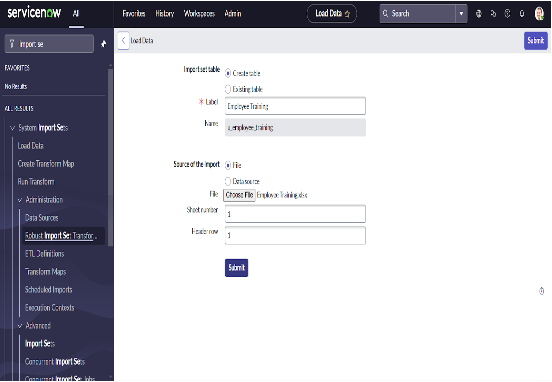 servicenow
All
Favorites
History
Workspaces
Admin
Load Data
Search
import se
Load Data
Submit
FAVORITES
No Results
ALL RESULTS
System Import Sets
Load Data
Create Transform Map
Run Transform
Administration
Data Sources
Robust Import Set Transfor...
ETL Definitions
Transform Maps
Scheduled Imports
Execution Contexts
Advanced
Import Sets
Concurrent Import Sets
Concurrent Import Set Jobs
Import set table
Create table
Existing table
* Label
Employee Training
Name
u_employee_training
Source of the import
File
Data source
File
Choose File Employee Training.xlsx
Sheet number
1
Header row
1
Submit